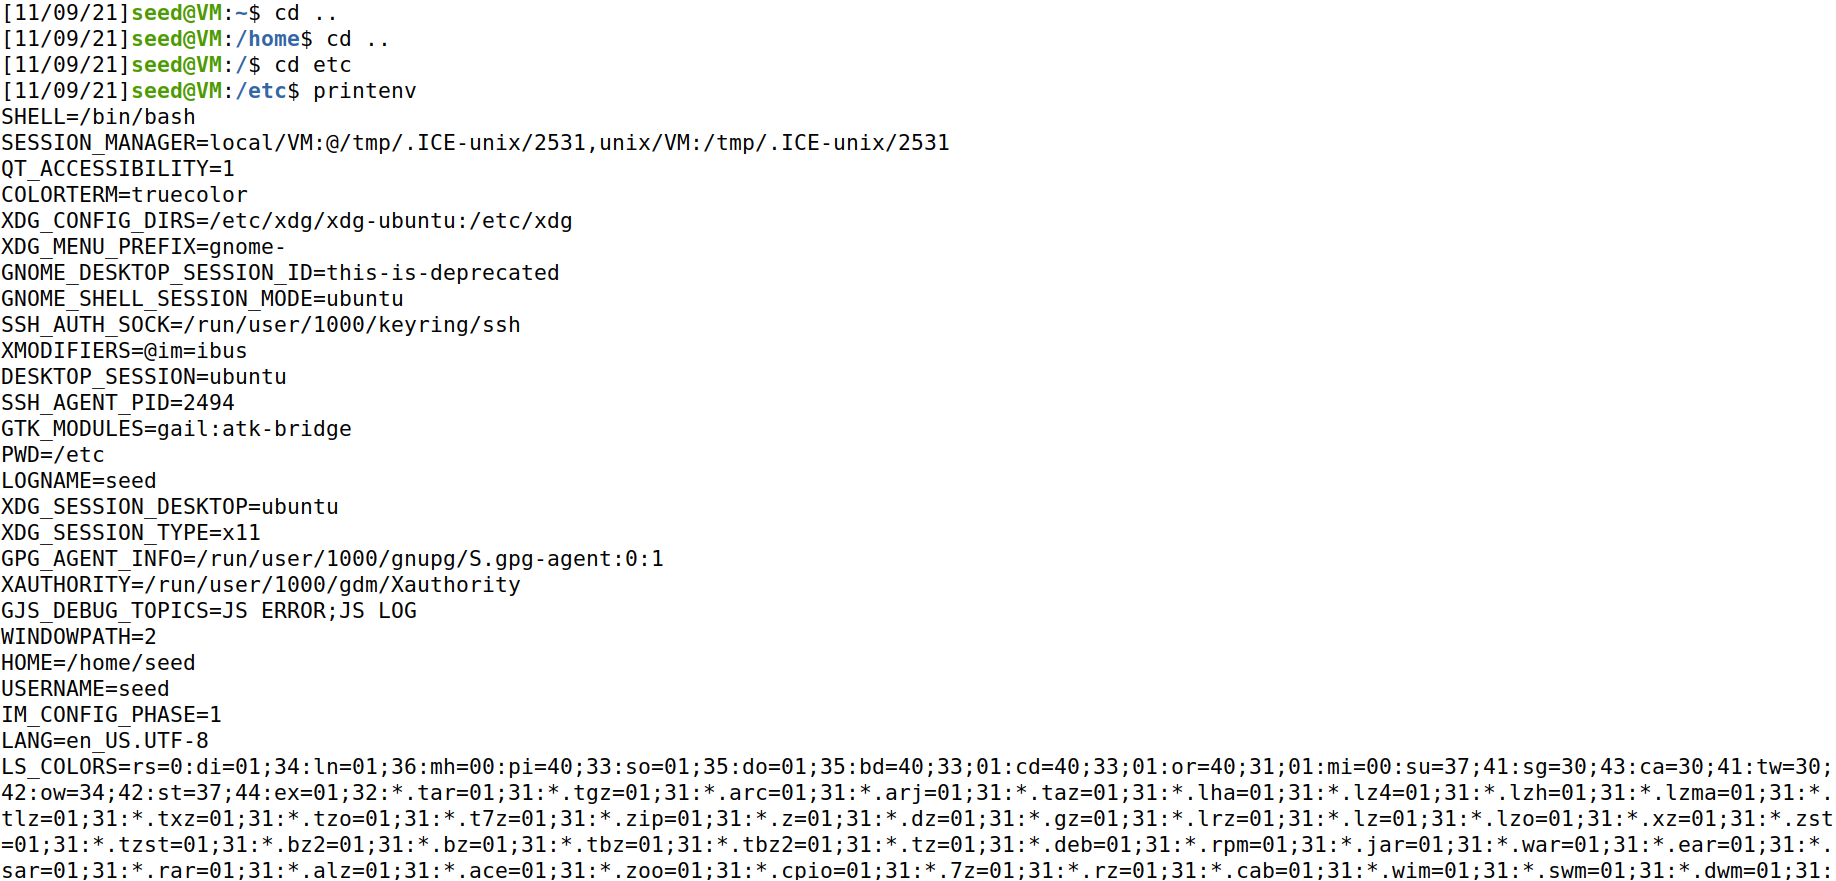 [11/09/21]seed@VM:~$ cd ..
[11/09/21]seed@VM:/home$ cd ..
[11/09/21]seed@VM:/$ cd etc
[11/09/21]seed@VM:/etc$ printenv
SHELL=/bin/bash
SESSION_MANAGER=local/VM:@/tmp/.ICE-unix/2531,unix/VM:/tmp/.ICE-unix/2531
QT_ACCESSIBILITY=1
COLORTERM=truecolor
XDG_CONFIG_DIRS=/etc/xdg/xdg-ubuntu:/etc/xdg
XDG_MENU_PREFIX=gnome-
GNOME_DESKTOP_SESSION_ID=this-is-deprecated
GNOME_SHELL_SESSION_MODE=ubuntu
SSH_AUTH_SOCK=/run/user/1000/keyring/ssh
XMODIFIERS=@im=ibus
DESKTOP_SESSION=ubuntu
SSH_AGENT_PID=2494
GTK_MODULES=gail:atk-bridge
PWD=/etc
LOGNAME=seed
XDG_SESSION_DESKTOP=ubuntu
XDG_SESSION_TYPE=x11
GPG_AGENT_INFO=/run/user/1000/gnupg/S.gpg-agent:0:1
XAUTHORITY=/run/user/1000/gdm/Xauthority
GJS_DEBUG_TOPICS=JS ERROR;JS LOG
WINDOWPATH=2
HOME=/home/seed
USERNAME=seed
IM_CONFIG_PHASE=1
LANG=en_US.UTF-8
LS_COLORS=rs=0:di=01;34:ln=01;36:mh=00:pi=40;33:so=01;35:do=01;35:bd=40;33;01:cd=40;33;01:or=40;31;01:mi=00:su=37;41:sg=30;43:ca=30;41:tw=30;
42:ow=34;42:st=37;44:ex=01;32:*.tar=01;31:*.tgz=01;31:*.arc=01;31:*.arj=01;31:*.taz=01;31:*.lha=01;31:*.lz4=01;31:*.lzh=01;31:*.lzma=01;31:*.
tlz=01;31:*.txz=01;31:*.tzo=01;31:*.t7z=01;31:*.zip=01;31:*.z=01;31:*.dz=01;31:*.gz=01;31:*.lrz=01;31:*.lz=01;31:*.lzo=01;31:*.xz=01;31:*.zst
=01;31:*.tzst=01;31:*.bz2=01;31:*.bz=01;31:*.tbz=01;31:*.tbz2=01;31:*.tz=01;31:*.deb=01;31:*.rpm=01;31:*.jar=01;31:*.war=01;31:*.ear=01;31:*.
sar=01;31:*.rar=01;31:*.alz=01;31:*.ace=01;31:*.zoo=01;31:*.cpio=01;31:*.7z=01;31:*.rz=01;31:*.cab=01;31:*.wim=01;31:*.swm=01;31:*.dwm=01;31: